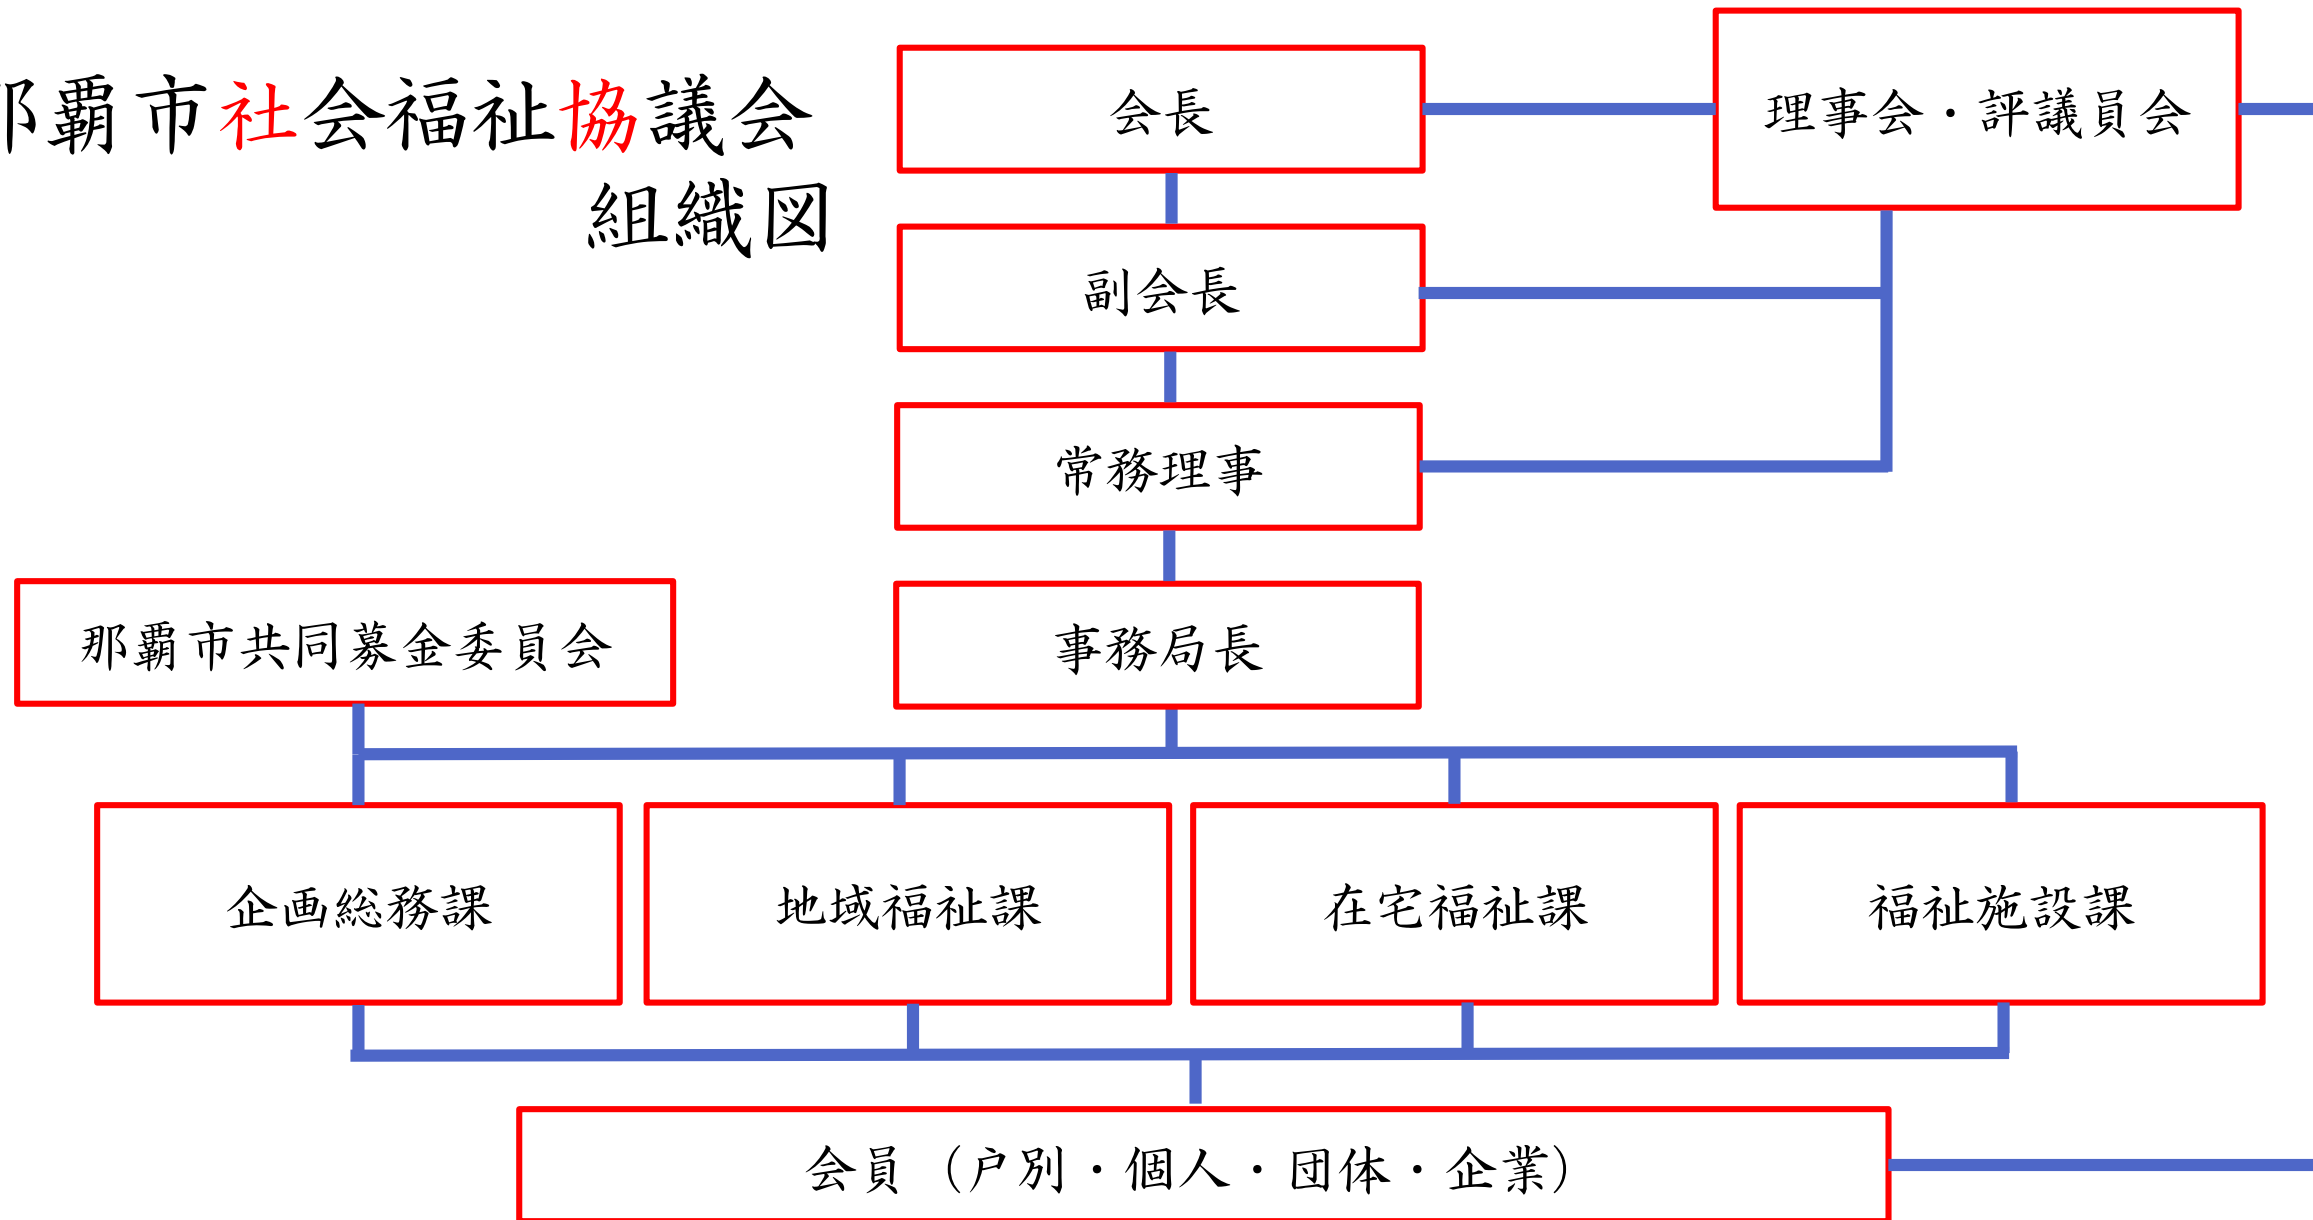 那覇市社会福祉協議会
組織図
会長
理事会・評議員会
副会長
常務理事
那覇市共同募金委員会
事務局長
企画総務課
地域福祉課
在宅福祉課
福祉施設課
会員（戸別・個人・団体・企業）